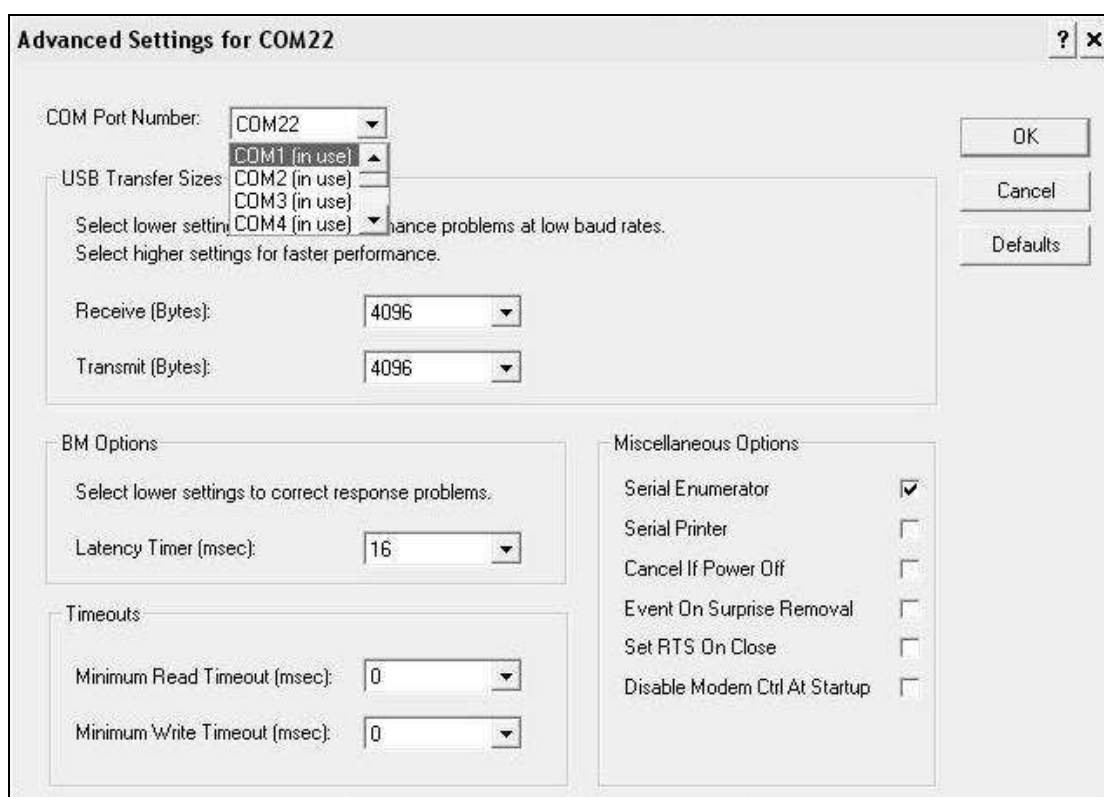 Advanced Settings for COM22
? ×
COM Port Number: COM22
COM1 (in use)
COM2 (in use)
COM3 (in use)
COM4 (in use)
OK
Cancel
Defaults
USB Transfer Sizes
Select lower settin ance problems at low baud rates.
Select higher settings for faster performance.
Receive (Bytes): 4096
Transmit (Bytes): 4096
BM Options
Select lower settings to correct response problems.
Latency Timer (msec): 16
Timeouts
Minimum Read Timeout (msec): 0
Minimum Write Timeout (msec): 0
Miscellaneous Options
Serial Enumerator
Serial Printer
Cancel If Power Off
Event On Surprise Removal
Set RTS On Close
Disable Modem Ctrl At Startup